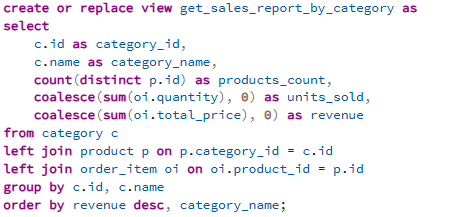 create or replace view get_sales_report_by_category as
select
    c.id as category_id,
    c.name as category_name,
    count(distinct p.id) as products_count,
    coalesce(sum(oi.quantity), 0) as units_sold,
    coalesce(sum(oi.total_price), 0) as revenue
from category c
left join product p on p.category_id = c.id
left join order_item oi on oi.product_id = p.id
group by c.id, c.name
order by revenue desc, category_name;